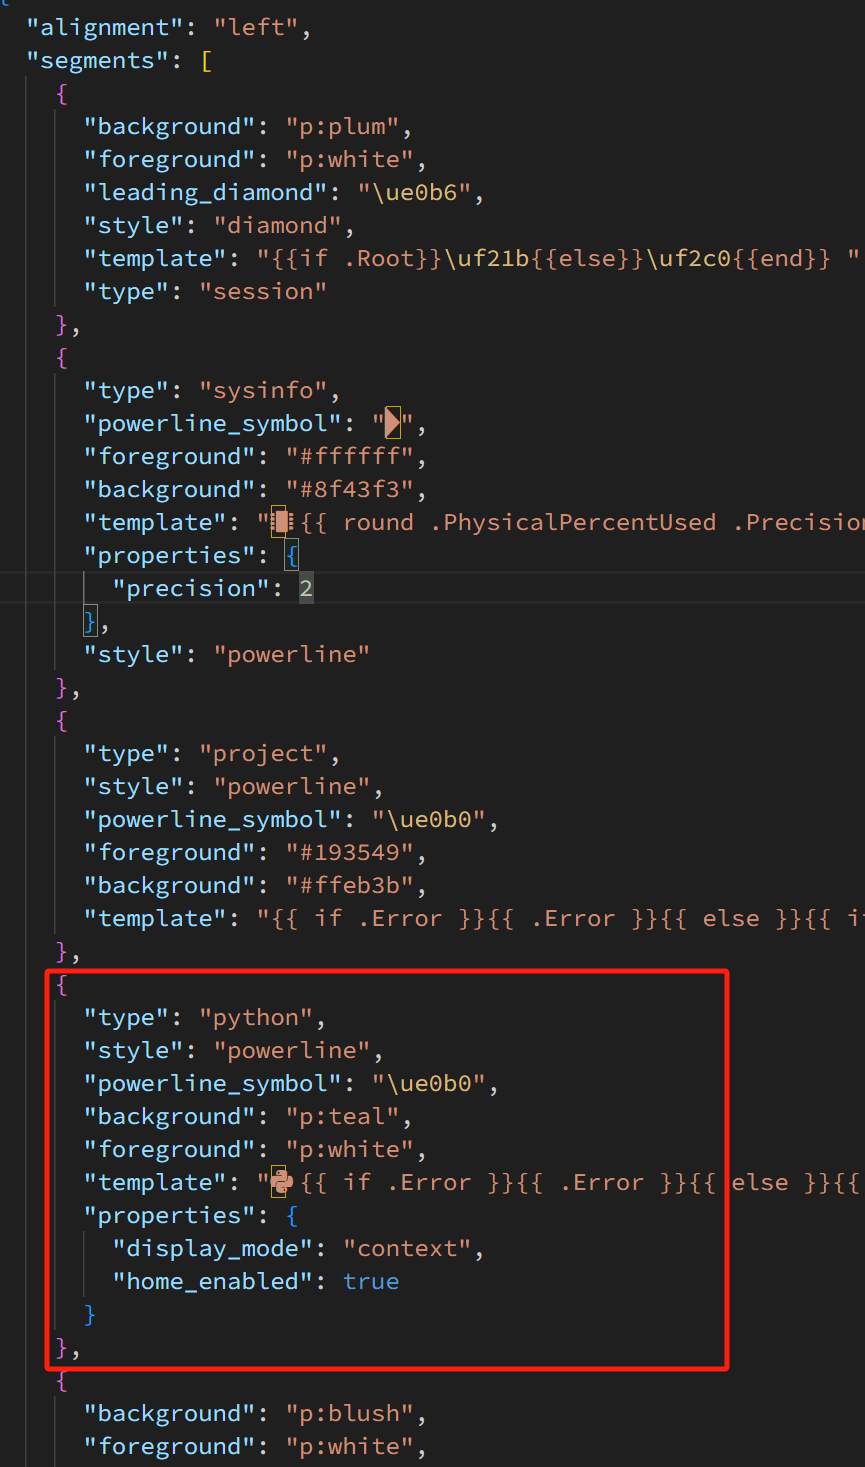 {
"alignment": "left",
"segments": [
{
"background": "p:plum",
"foreground": "p:white",
"leading_diamond": "\ue0b6",
"style": "diamond",
"template": "{{if .Root}}\uf21b{{else}}\uf2c0{{end}} "
"type": "session"
},
{
"type": "sysinfo",
"powerline_symbol": "",
"foreground": "#ffffff",
"background": "#8f43f3",
"template": "{{ round .PhysicalPercentUsed .Precision
"properties": {
"precision": 2
},
"style": "powerline"
},
{
"type": "project",
"style": "powerline",
"powerline_symbol": "\ue0b0",
"foreground": "#193549",
"background": "#ffeb3b",
"template": "{{ if .Error }}{{ .Error }}{{ else }}{{ i
},
{
"type": "python",
"style": "powerline",
"powerline_symbol": "\ue0b0",
"background": "p:teal",
"foreground": "p:white",
"template": "{{ if .Error }}{{ .Error }}{{ else }}{{
"properties": {
"display_mode": "context",
"home_enabled": true
}
},
{
"background": "p:blush",
"foreground": "p:white",